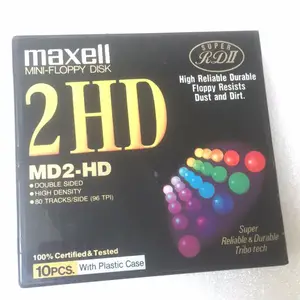 maxell
MINI-FLOPPY DISK
SUPER
RDII
High Reliable Durable
Floppy Resists
Dust and Dirt.
2HD
MD2-HD
● DOUBLE SIDED
● HIGH DENSITY
● 80 TRACKS/SIDE (96 TPI)
Super
Reliable & Durable
Tribo tech
100% Certified & Tested
10PCS. With Plastic Case